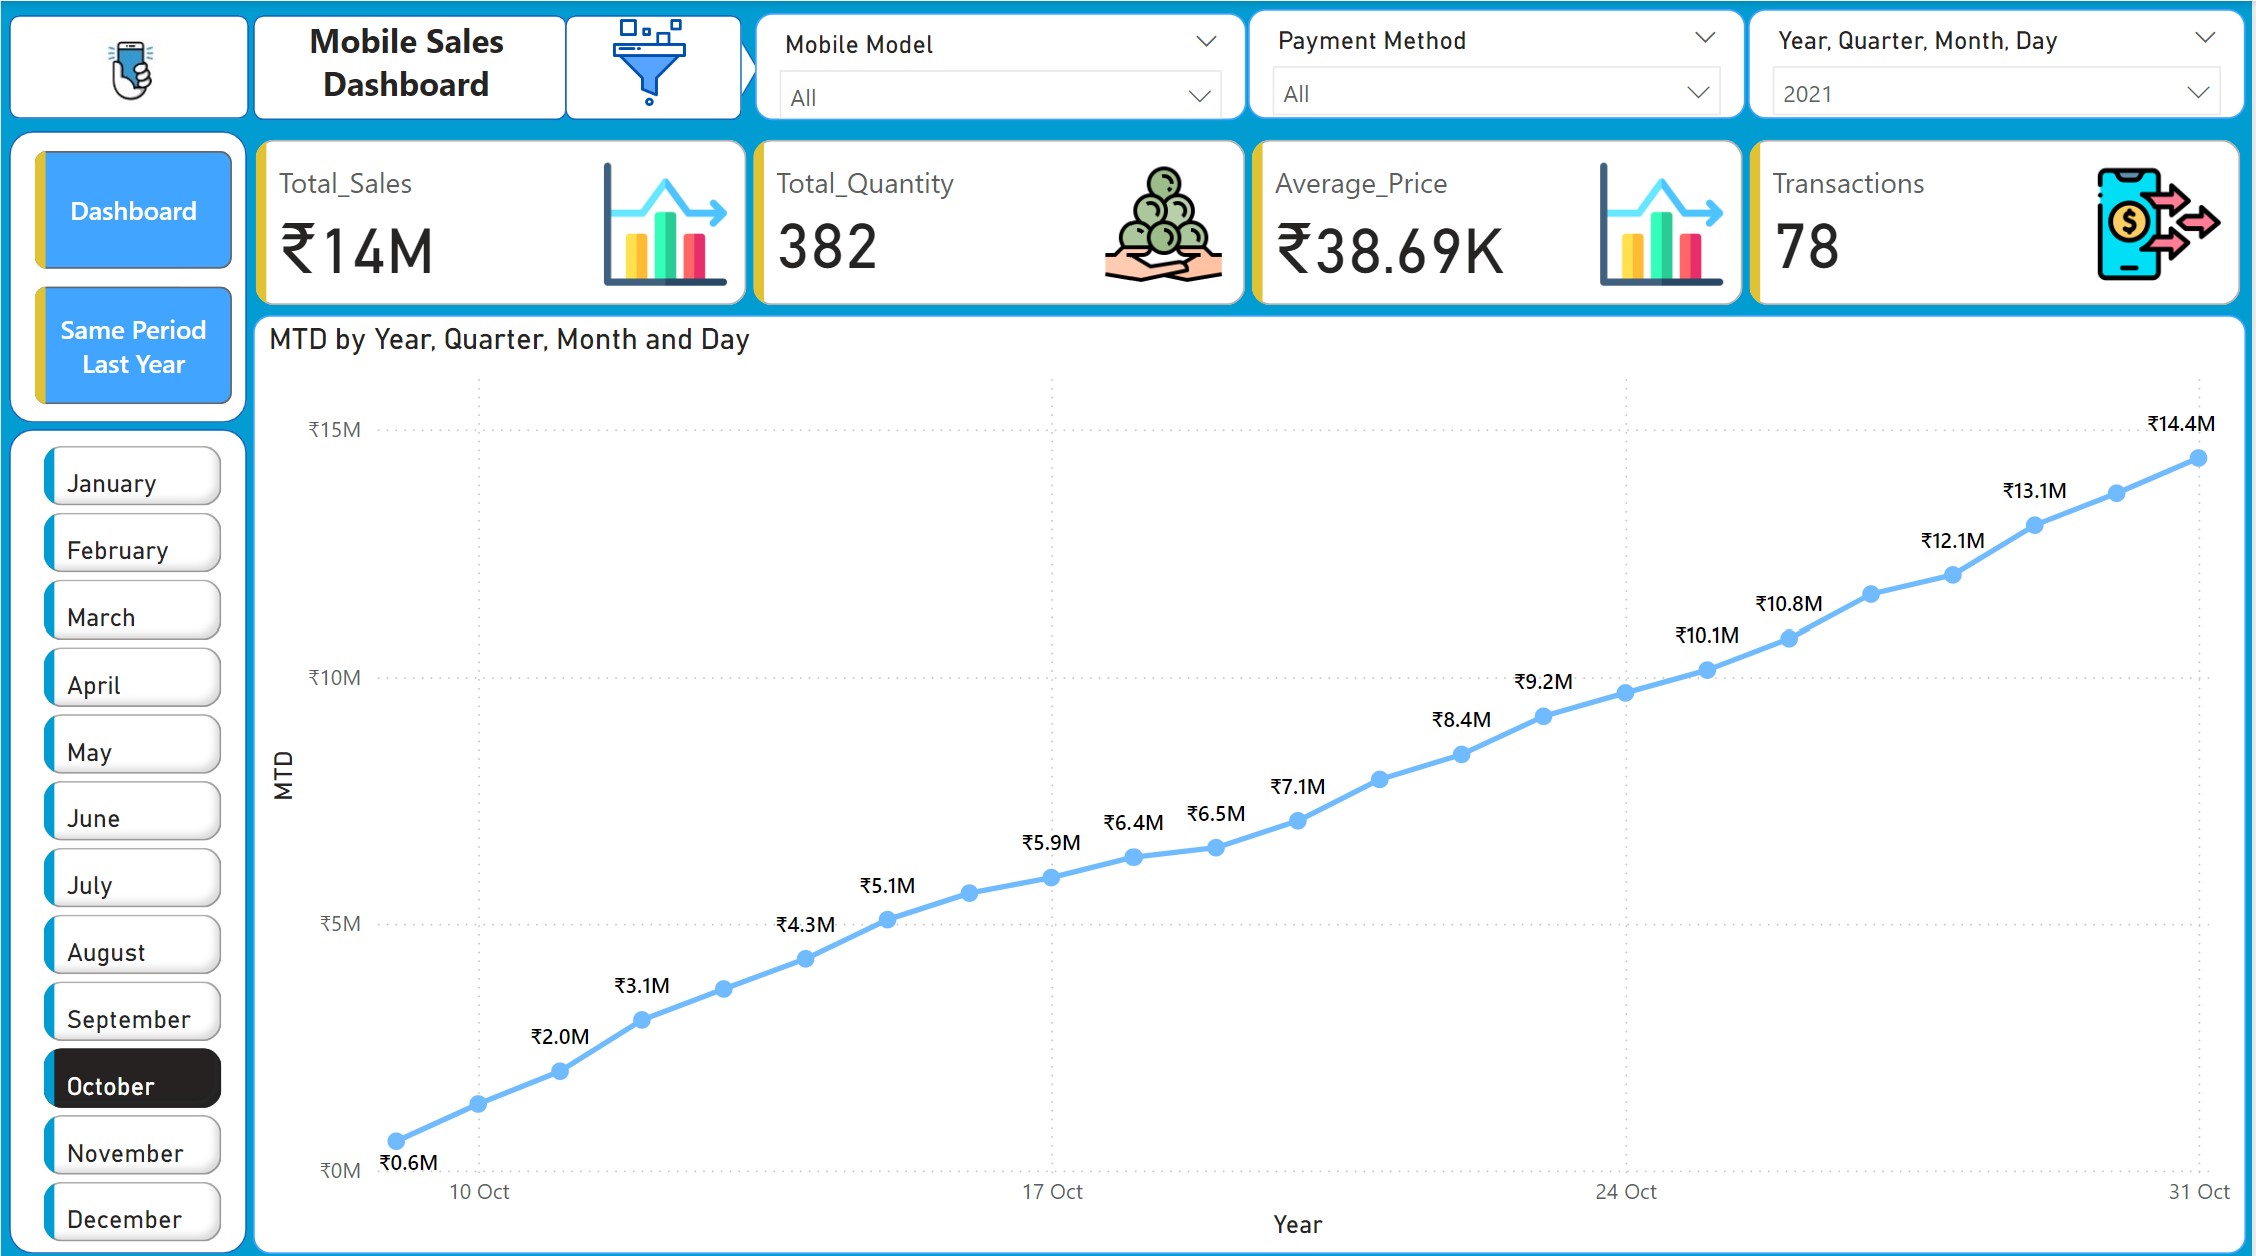 Mobile Sales
Dashboard
Mobile Model
All
Payment Method
All
Year, Quarter, Month, Day
2021
Dashboard
Same Period
Last Year
Total_Sales
₹14M
Total_Quantity
382
Average_Price
₹38.69K
Transactions
$
78
January
February
March
April
May
June
July
August
September
October
November
December
MTD by Year, Quarter, Month and Day
MTD
₹15M
₹10M
₹5M
₹0M
₹0.6M
₹2.0M
₹3.1M
₹4.3M
₹5.1M
₹5.9M
₹6.4M
₹6.5M
₹7.1M
₹8.4M
₹9.2M
₹10.1M
₹10.8M
₹12.1M
₹13.1M
₹14.4M
10 Oct
17 Oct
24 Oct
31 Oct
Year